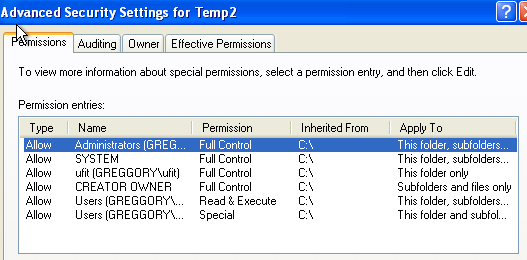 Advanced Security Settings for Temp2
Permissions Auditing Owner Effective Permissions
To view more information about special permissions, select a permission entry, and then click Edit.
Permission entries:
Type Name Permission Inherited From Apply To
Allow Administrators (GREGG... Full Control C:\ This folder, subfolders...
Allow SYSTEM Full Control C:\ This folder, subfolders...
Allow ufit (GREGGORY\ufit) Full Control C:\ This folder only
Allow CREATOR OWNER Full Control C:\ Subfolders and files only
Allow Users (GREGGORY\... Read & Execute C:\ This folder, subfolders...
Allow Users (GREGGORY\... Special C:\ This folder and subfol...